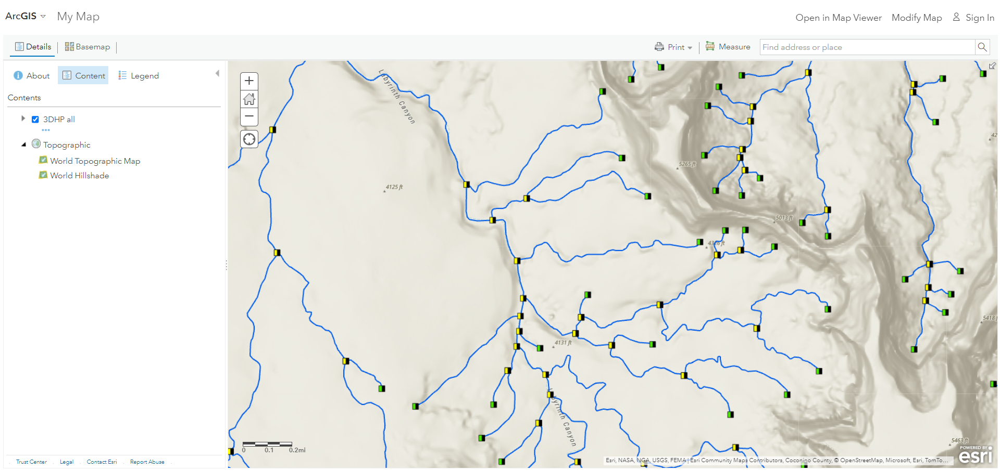 ArcGIS My Map
Open in Map Viewer Modify Map Sign In
Details Basemap
Print Measure Find address or place
About Content Legend
Contents
3DHP all
Topographic
World Topographic Map
World Hillshade
Trust Center Legal Contact Esri Report Abuse
Labyrinth Canyon
4125 ft
5265 ft
5013 ft
42
5418 f
4131 ft
Labyrinth Canyon
5463 ft
0 0.1 0.2mi
POWERED BY
esri
Esri, NASA, NGA, USGS, FEMA | Esri Community Maps Contributors, Coconino County, © OpenStreetMap, Microsoft, Esri, TomTo...